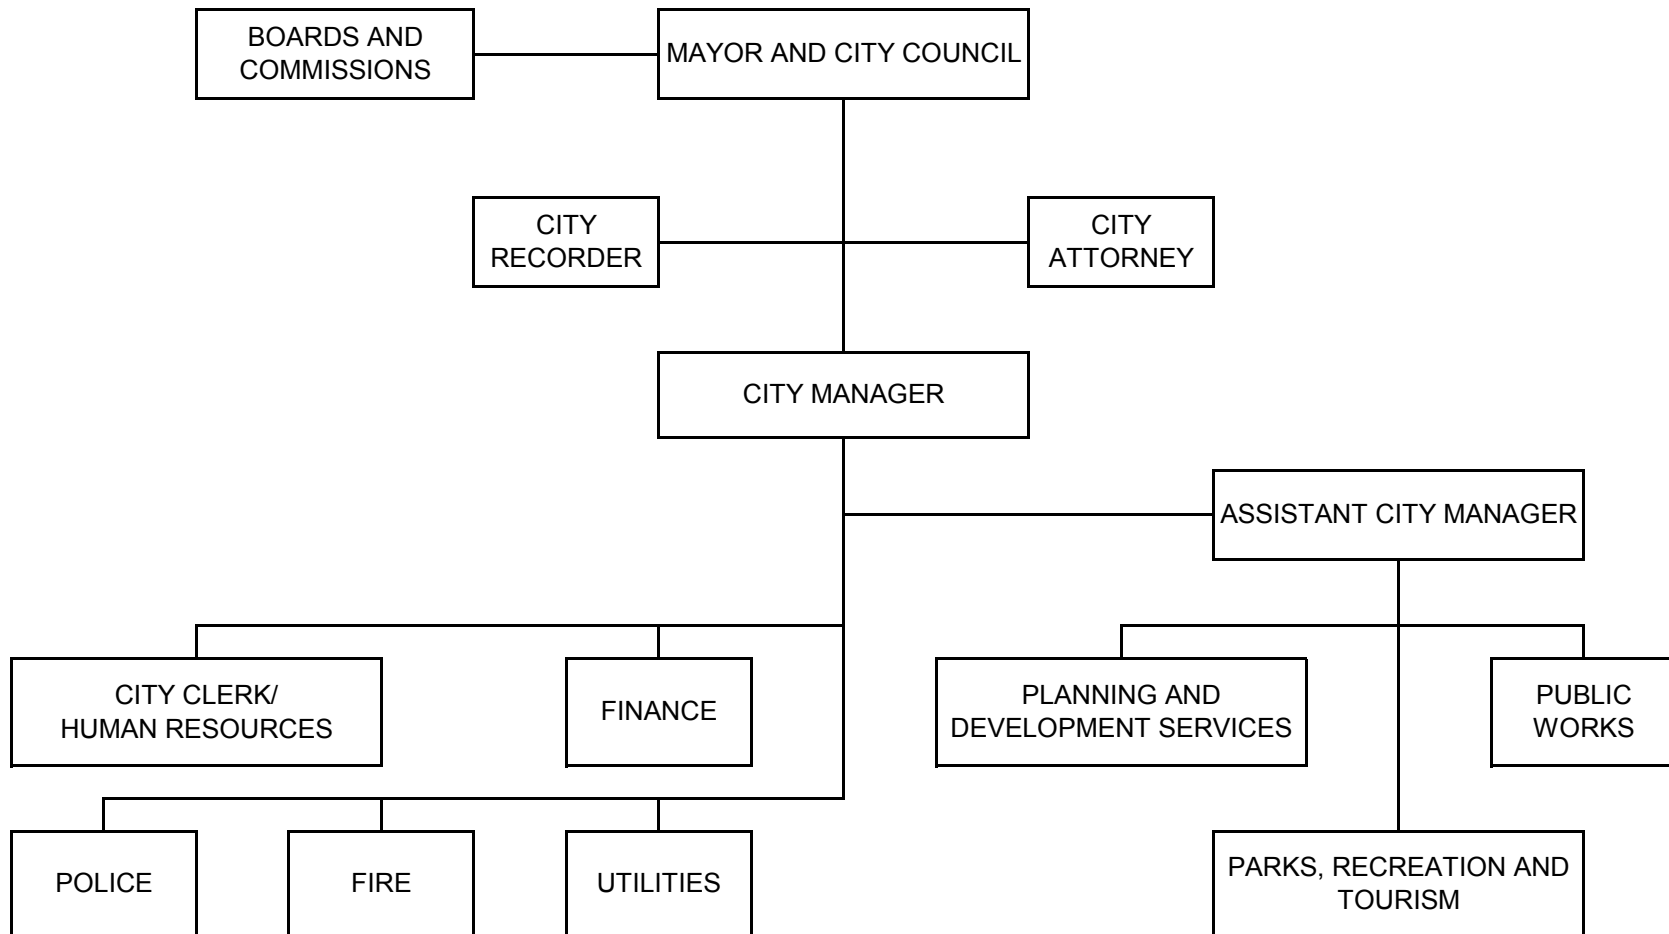 BOARDS AND
COMMISSIONS
MAYOR AND CITY COUNCIL
CITY
RECORDER
CITY
ATTORNEY
CITY MANAGER
ASSISTANT CITY MANAGER
CITY CLERK/
HUMAN RESOURCES
FINANCE
PLANNING AND
DEVELOPMENT SERVICES
PUBLIC
WORKS
POLICE
FIRE
UTILITIES
PARKS, RECREATION AND
TOURISM